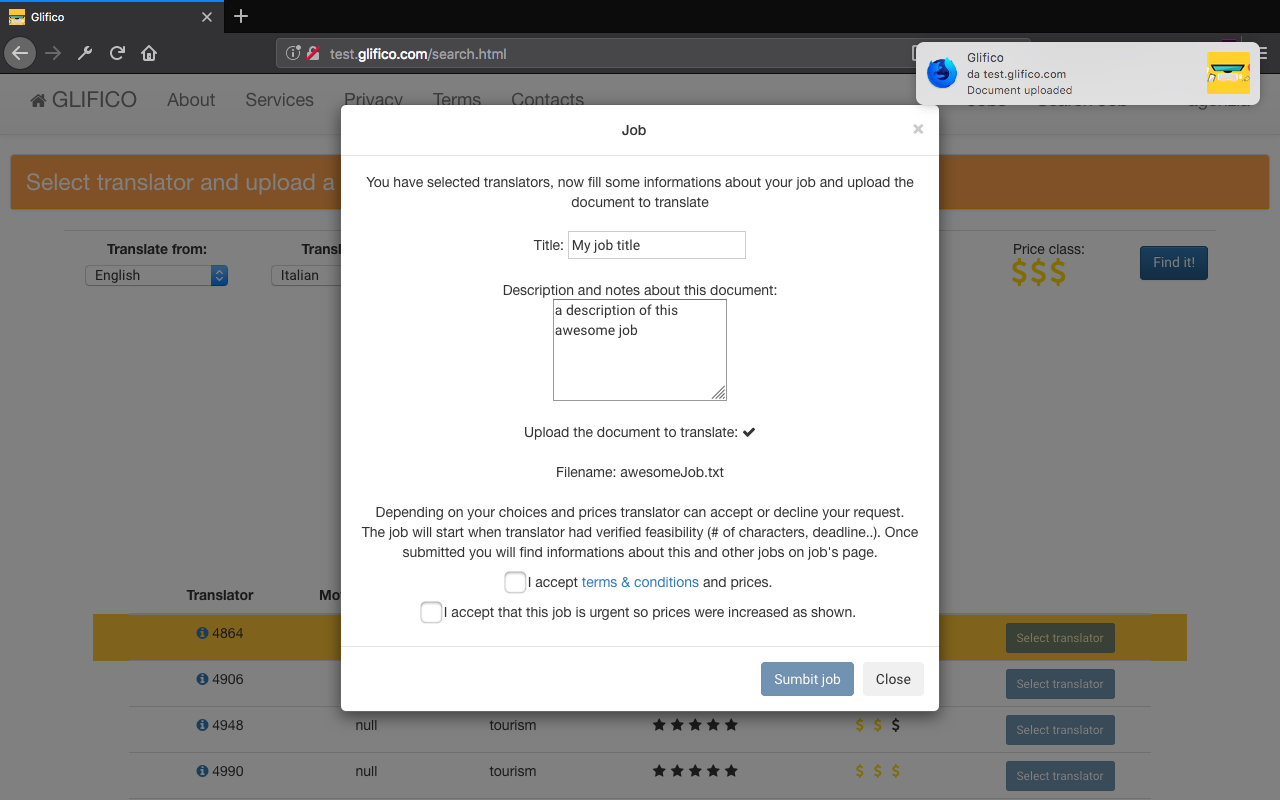 Glifico
test.glifico.com/search.html
Glifico
da test.glifico.com
Document uploaded
GLIFICO About Services Privacy Terms Contacts
Job
Select translator and upload a
You have selected translators, now fill some informations about your job and upload the
document to translate
Title: My job title
Translate from:
Price class:
English
Italian
$$$
Find it!
Description and notes about this document:
a description of this
awesome job
Upload the document to translate:
Filename: awesomeJob.txt
Depending on your choices and prices translator can accept or decline your request.
The job will start when translator had verified feasibility (# of characters, deadline..). Once
submitted you will find informations about this and other jobs on job's page.
I accept terms & conditions and prices.
I accept that this job is urgent so prices were increased as shown.
Sumbit job
Close
Translator
4864 Select translator
4906 Select translator
4948 null tourism $ $ $ Select translator
4990 null tourism $ $ $ Select translator